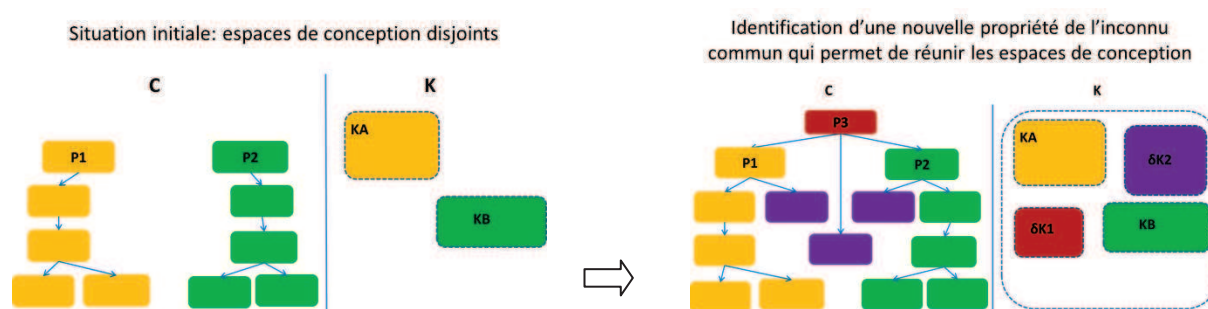 Situation initiale: espaces de conception disjoints
C
K
KA
P1
P2
KB
Identification d'une nouvelle propriété de l'inconnu
commun qui permet de réunir les espaces de conception
C
K
P3
KA
P1
P2
δK2
δK1
KB